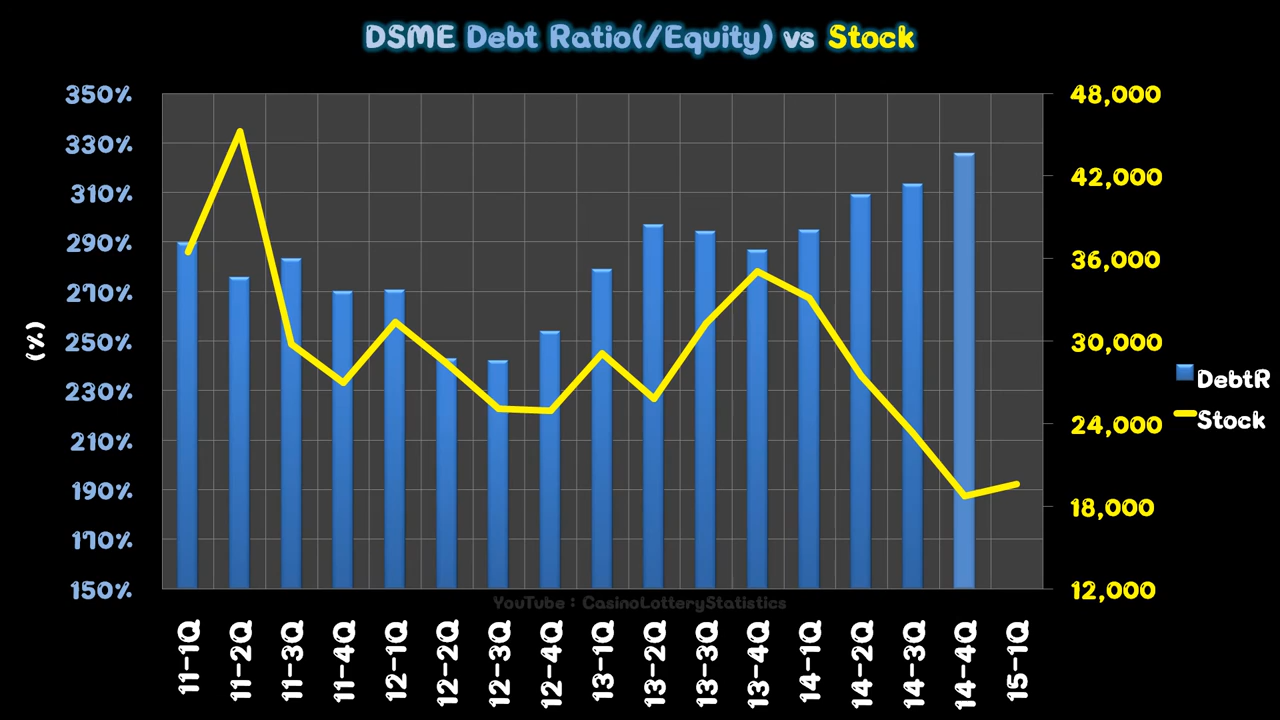 DSME Debt Ratio(/Equity) vs Stock
350% 48,000
330%
310% 42,000
290%
270% 36,000
250% 30,000
230%
210% 24,000
190%
170% 18,000
150% 12,000
(%)
DebtR
Stock
YouTube : CasinoLotteryStatistics
11-1Q 11-2Q 11-3Q 11-4Q 12-1Q 12-2Q 12-3Q 12-4Q 13-1Q 13-2Q 13-3Q 13-4Q 14-1Q 14-2Q 14-3Q 14-4Q 15-1Q